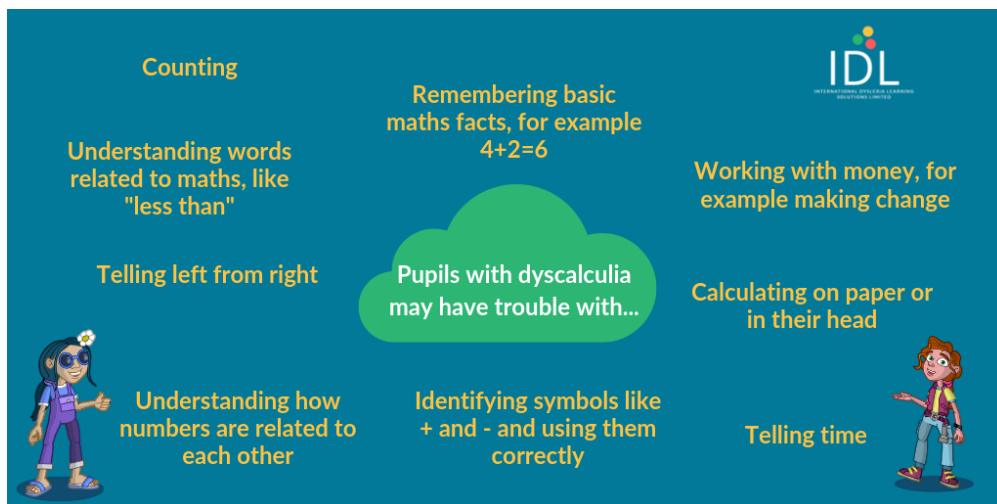 Counting
Remembering basic
maths facts, for example
4+2=6
IDL
INTERNATIONAL DYSLEXIA LEARNING
SOLUTIONS LIMITED
Understanding words
related to maths, like
"less than"
Working with money, for
example making change
Telling left from right
Pupils with dyscalculia
may have trouble with...
Calculating on paper or
in their head
Understanding how
numbers are related to
each other
Identifying symbols like
+ and - and using them
correctly
Telling time